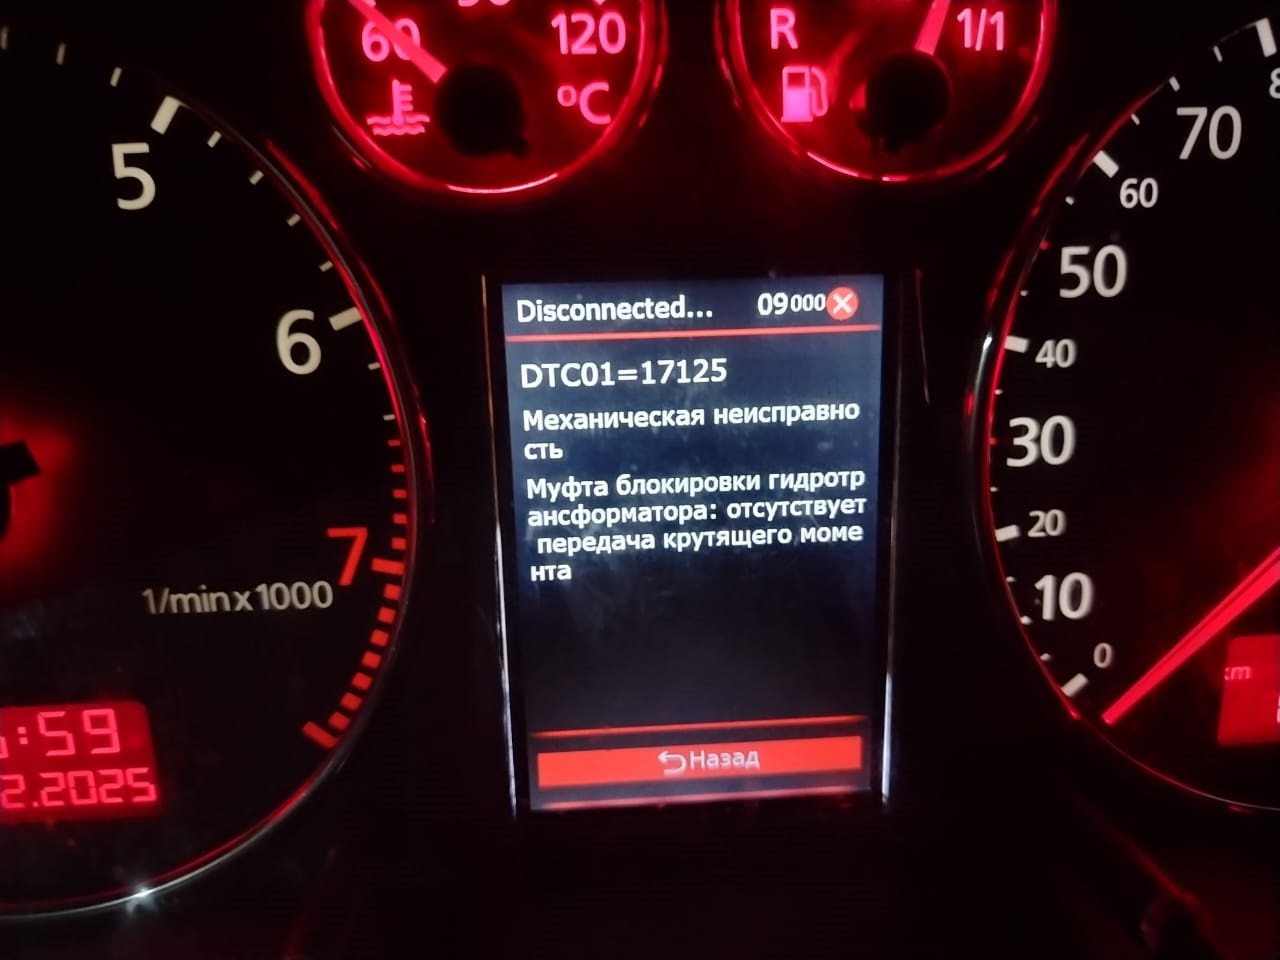 60
120
°C
R
1/1
5
6
7
1/min x 1000
:59
2.2025
Disconnected...
09000
DTC01=17125
Механическая неисправно
сть
Муфта блокировки гидротр
ансформатора: отсутствует
передача крутящего моме
нта
Назад
70
60
50
40
30
20
10
0
km